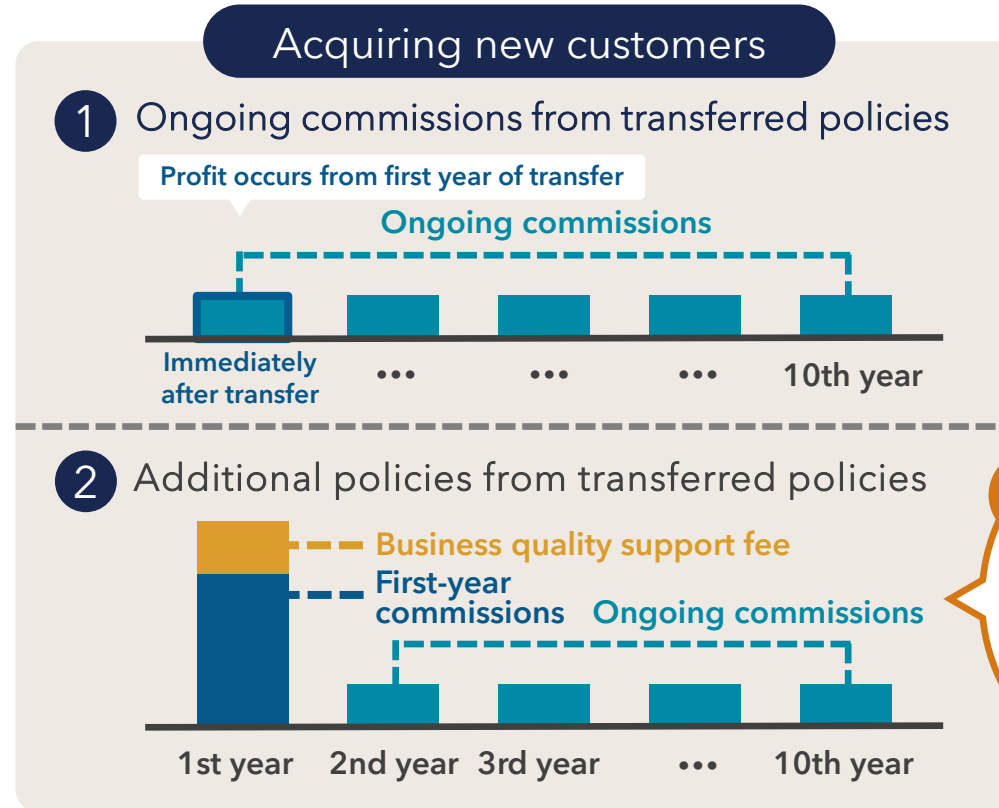 Acquiring new customers
1 Ongoing commissions from transferred policies
Profit occurs from first year of transfer
Ongoing commissions
Immediately
after transfer
•••
•••
•••
10th year
2 Additional policies from transferred policies
Business quality support fee
First-year
commissions
Ongoing commissions
1st year
2nd year
3rd year
•••
10th year